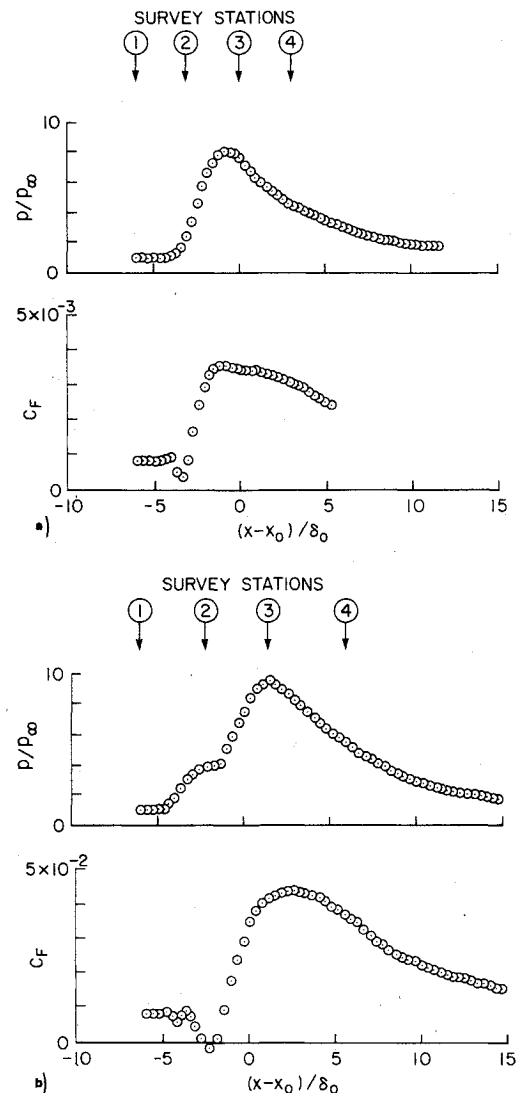 SURVEY STATIONS
1 2 3 4
10
p/p∞
0
5×10⁻³
C_F
0
-10 -5 0 5 10 15
a) (x-x₀)/δ₀
SURVEY STATIONS
1 2 3 4
10
p/p∞
0
5×10⁻²
C_F
0
-10 -5 0 5 10 15
b) (x-x₀)/δ₀